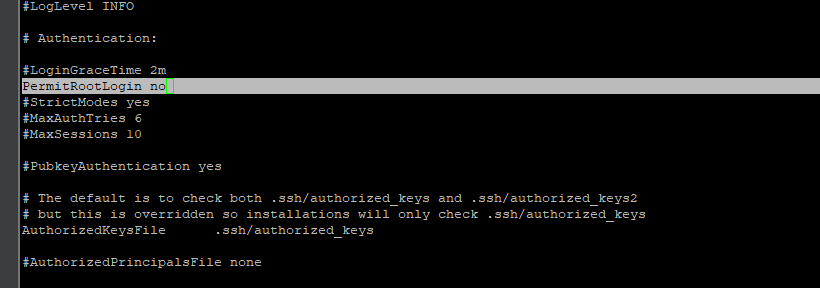 #LogLevel INFO
# Authentication:
#LoginGraceTime 2m
PermitRootLogin no
#StrictModes yes
#MaxAuthTries 6
#MaxSessions 10
#PubkeyAuthentication yes
# The default is to check both .ssh/authorized_keys and .ssh/authorized_keys2
# but this is overridden so installations will only check .ssh/authorized_keys
AuthorizedKeysFile      .ssh/authorized_keys
#AuthorizedPrincipalsFile none